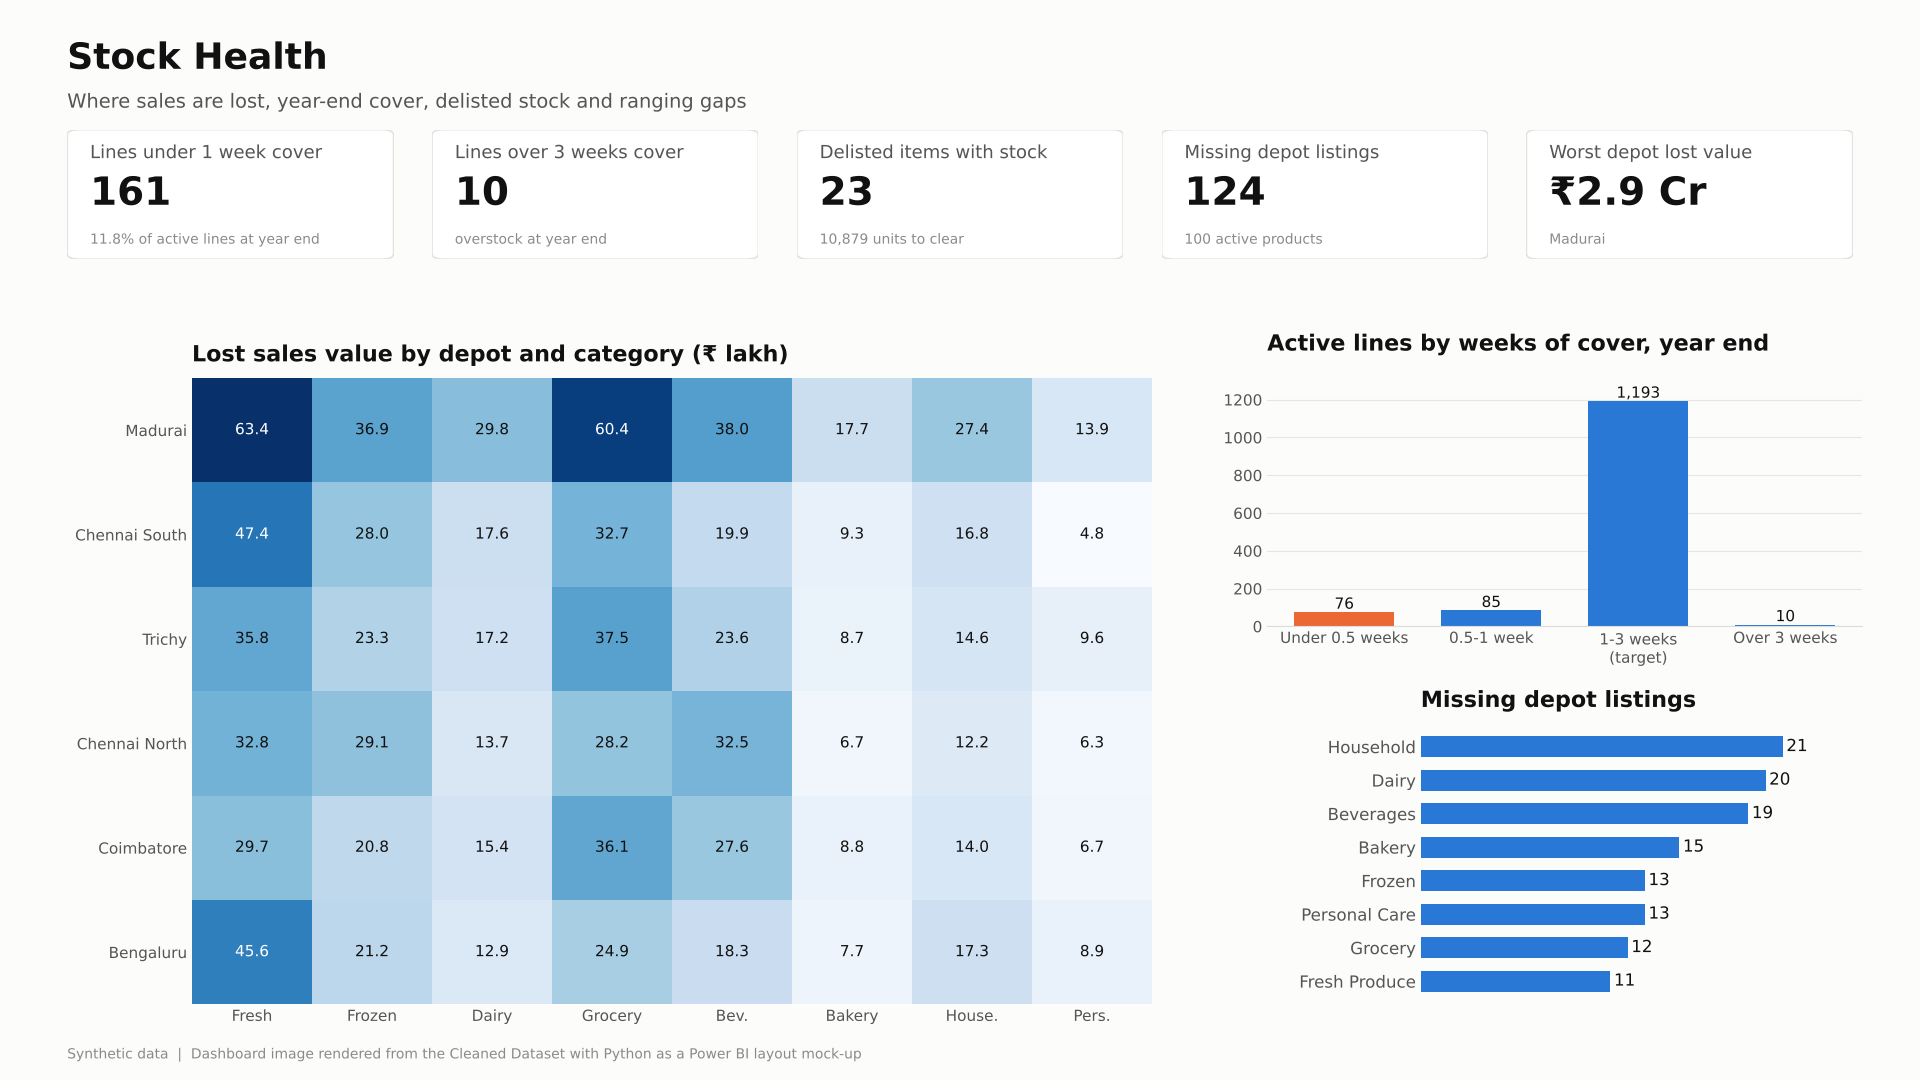 Stock Health
Where sales are lost, year-end cover, delisted stock and ranging gaps
Lines under 1 week cover
161
11.8% of active lines at year end
Lines over 3 weeks cover
10
overstock at year end
Delisted items with stock
23
10,879 units to clear
Missing depot listings
124
100 active products
Worst depot lost value
₹2.9 Cr
Madurai
Lost sales value by depot and category (₹ lakh)
Madurai 63.4 36.9 29.8 60.4 38.0 17.7 27.4 13.9
Chennai South 47.4 28.0 17.6 32.7 19.9 9.3 16.8 4.8
Trichy 35.8 23.3 17.2 37.5 23.6 8.7 14.6 9.6
Chennai North 32.8 29.1 13.7 28.2 32.5 6.7 12.2 6.3
Coimbatore 29.7 20.8 15.4 36.1 27.6 8.8 14.0 6.7
Bengaluru 45.6 21.2 12.9 24.9 18.3 7.7 17.3 8.9
Fresh Frozen Dairy Grocery Bev. Bakery House. Pers.
Active lines by weeks of cover, year end
1200
1000
800
600
400
200
0
76 85 1,193 10
Under 0.5 weeks 0.5-1 week 1-3 weeks Over 3 weeks
(target)
Missing depot listings
Household 21
Dairy 20
Beverages 19
Bakery 15
Frozen 13
Personal Care 13
Grocery 12
Fresh Produce 11
Synthetic data | Dashboard image rendered from the Cleaned Dataset with Python as a Power BI layout mock-up